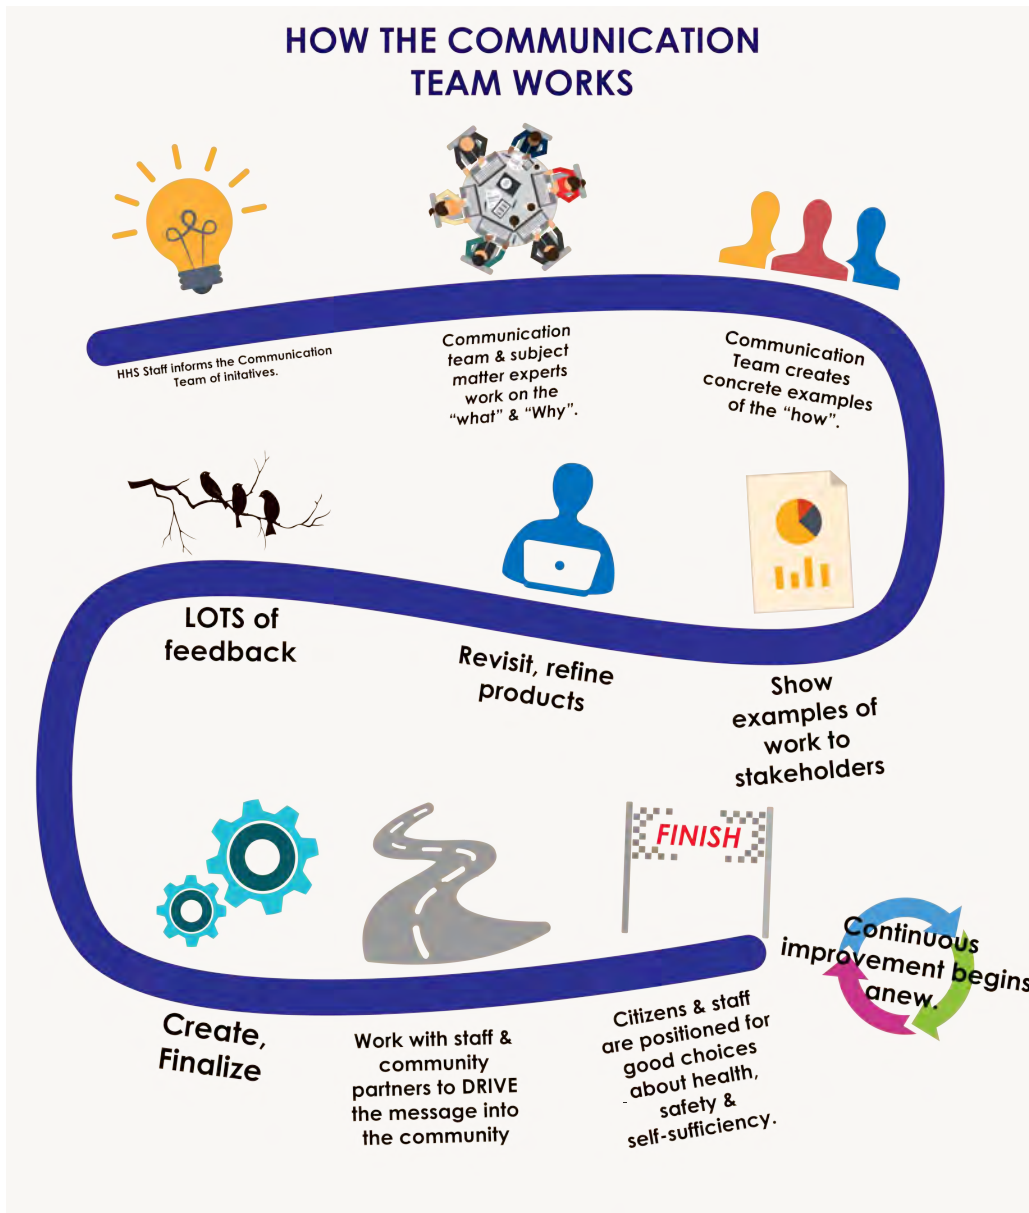 HOW THE COMMUNICATION
TEAM WORKS
HHS Staff informs the Communication
Team of initatives.
Communication
team & subject
matter experts
work on the
“what” & “Why”.
Communication
Team creates
concrete examples
of the “how”.
Show
examples of
work to
stakeholders
Revisit, refine
products
LOTS of
feedback
Create,
Finalize
Work with staff &
community
partners to DRIVE
the message into
the community
FINISH
Citizens & staff
are positioned for
good choices
about health,
safety &
self-sufficiency.
Continuous
improvement begins
anew.